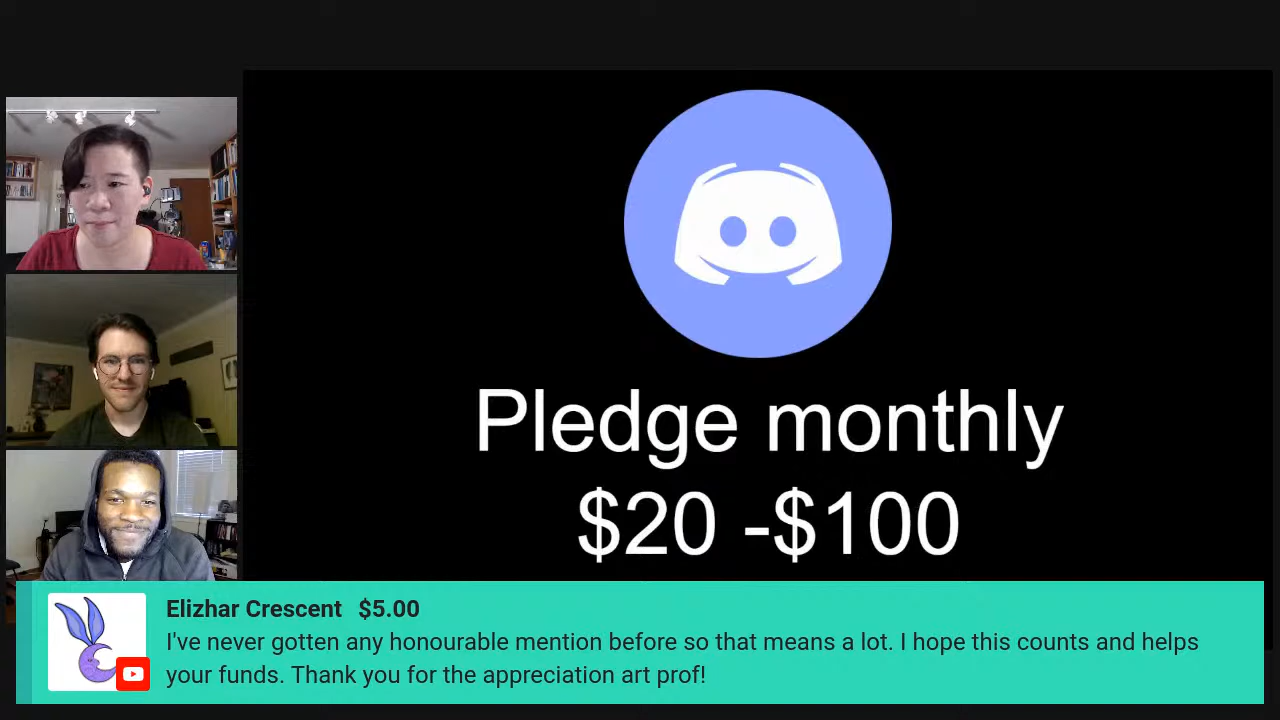 Pledge monthly
$20 -$100
Elizhar Crescent $5.00
I've never gotten any honourable mention before so that means a lot. I hope this counts and helps
your funds. Thank you for the appreciation art prof!